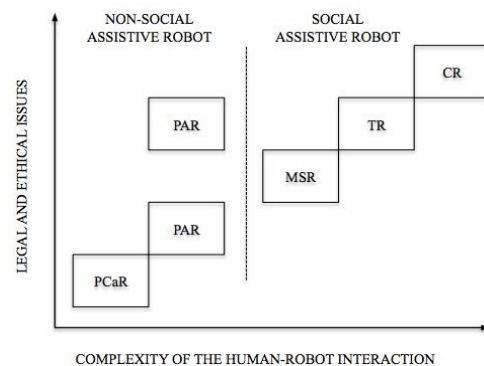 NON-SOCIAL
ASSISTIVE ROBOT
SOCIAL
ASSISTIVE ROBOT
CR
PAR
TR
MSR
PAR
PCaR
LEGAL AND ETHICAL ISSUES
COMPLEXITY OF THE HUMAN-ROBOT INTERACTION